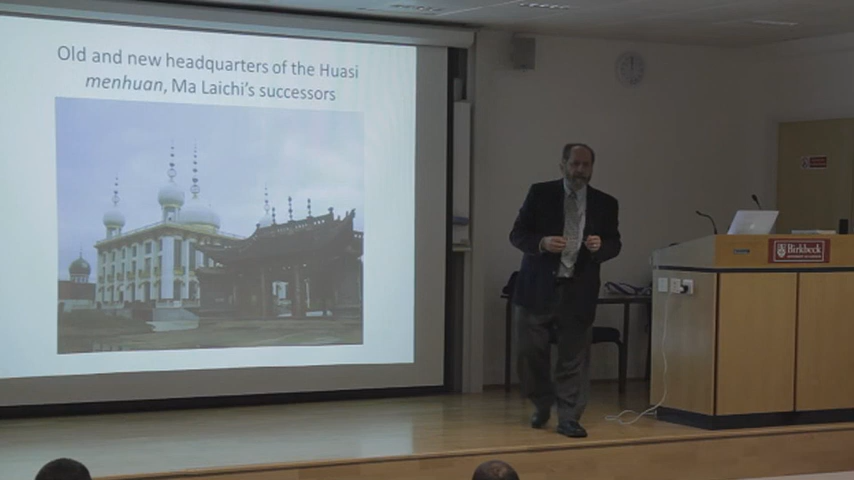 Old and new headquarters of the Huasi
menhuan, Ma Laichi's successors
Birkbeck